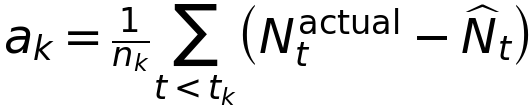 $a_k = \frac{1}{n_k} \sum_{t < t_k} \left( N_t^{\text{actual}} - \widehat{N}_t \right)$